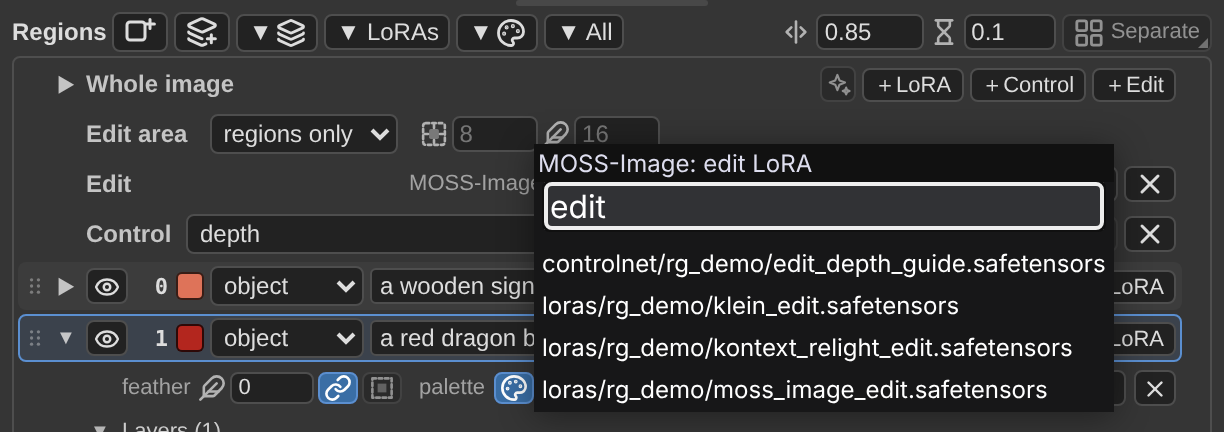 Regions ▼ ▼ LoRAs ▼ ▼ All 0.85 0.1 Separate
Whole image + LoRA + Control + Edit
Edit area regions only 8 16
MOSS-Image: edit LoRA
Edit MOSS-Image
edit
Control depth
controlnet/rg_demo/edit_depth_guide.safetensors
0 object a wooden sign LoRA
loras/rg_demo/klein_edit.safetensors
1 object a red dragon b LoRA
loras/rg_demo/kontext_relight_edit.safetensors
feather 0 palette
loras/rg_demo/moss_image_edit.safetensors
Layers (1)